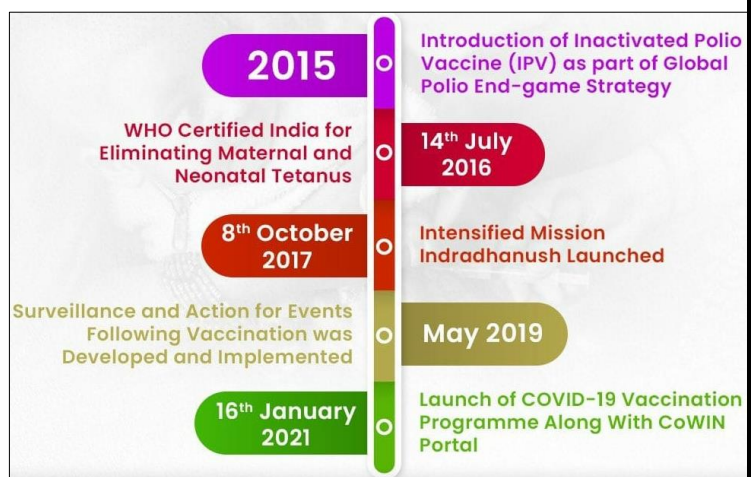 2015
Introduction of Inactivated Polio
Vaccine (IPV) as part of Global
Polio End-game Strategy
WHO Certified India for
Eliminating Maternal and
Neonatal Tetanus
14th July
2016
8th October
2017
Intensified Mission
Indradhanush Launched
Surveillance and Action for Events
Following Vaccination was
Developed and Implemented
May 2019
16th January
2021
Launch of COVID-19 Vaccination
Programme Along With CoWIN
Portal